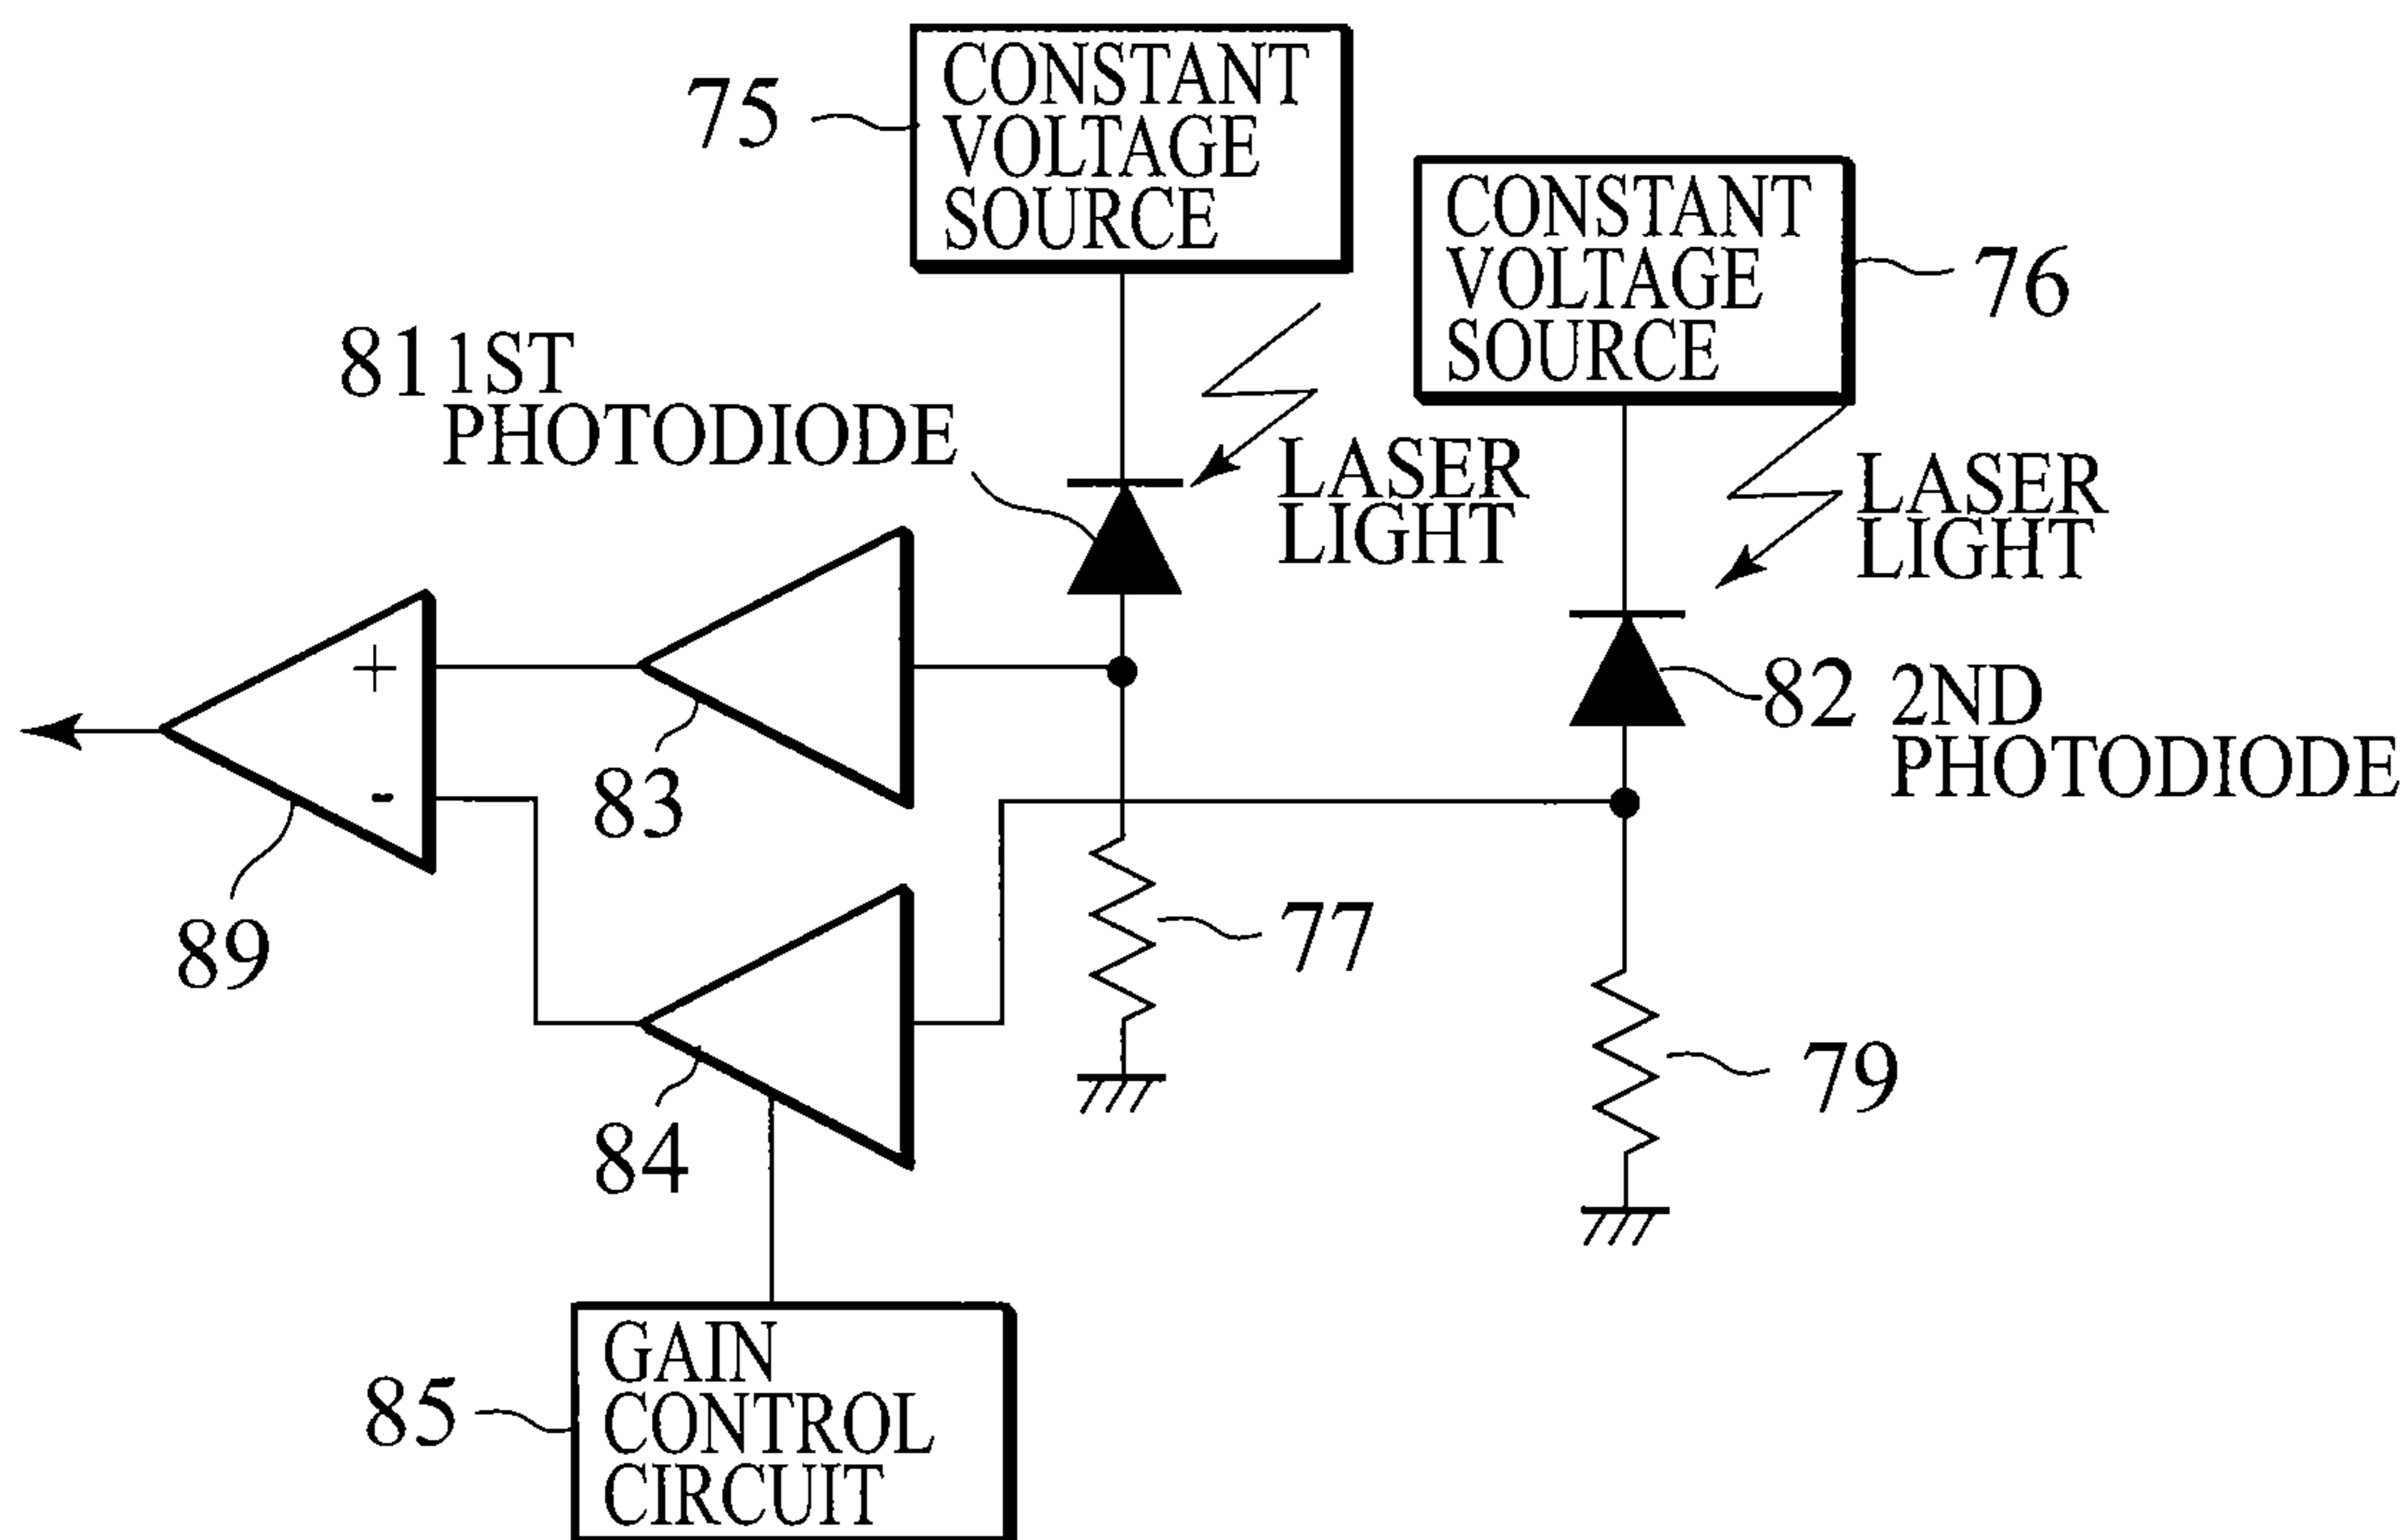 75
CONSTANT
VOLTAGE
SOURCE
CONSTANT
VOLTAGE
SOURCE
76
81 1ST
PHOTODIODE
LASER
LIGHT
LASER
LIGHT
82 2ND
PHOTODIODE
+
-
83
89
77
84
79
85
GAIN
CONTROL
CIRCUIT